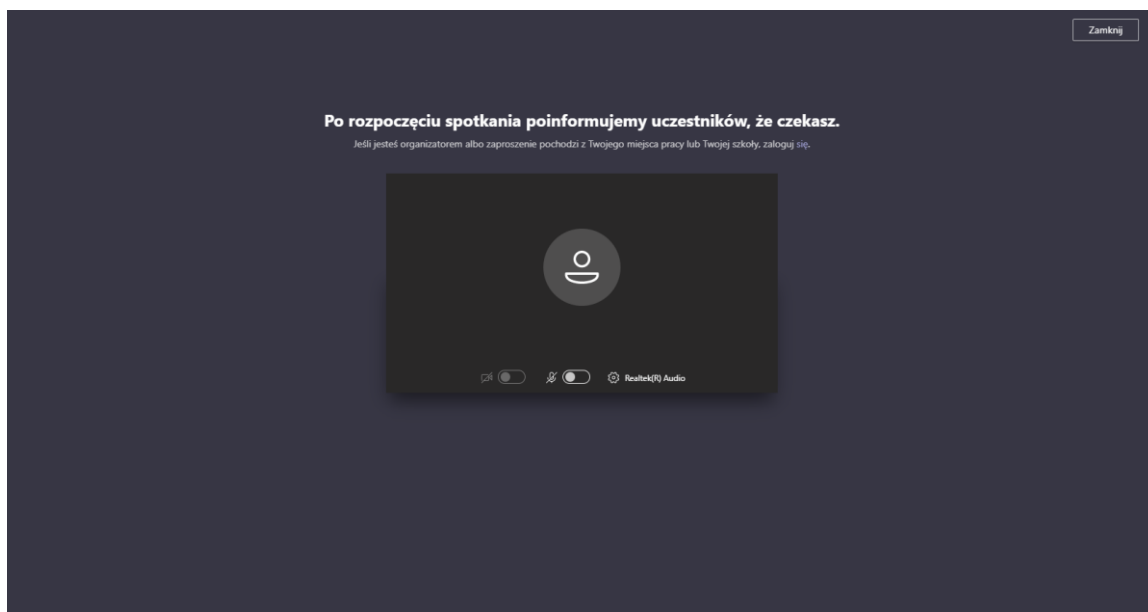 Zamknij
Po rozpoczęciu spotkania poinformujemy uczestników, że czekasz.
Jeśli jesteś organizatorem albo zaproszenie pochodzi z Twojego miejsca pracy lub Twojej szkoły, zaloguj się.
Realtek(R) Audio